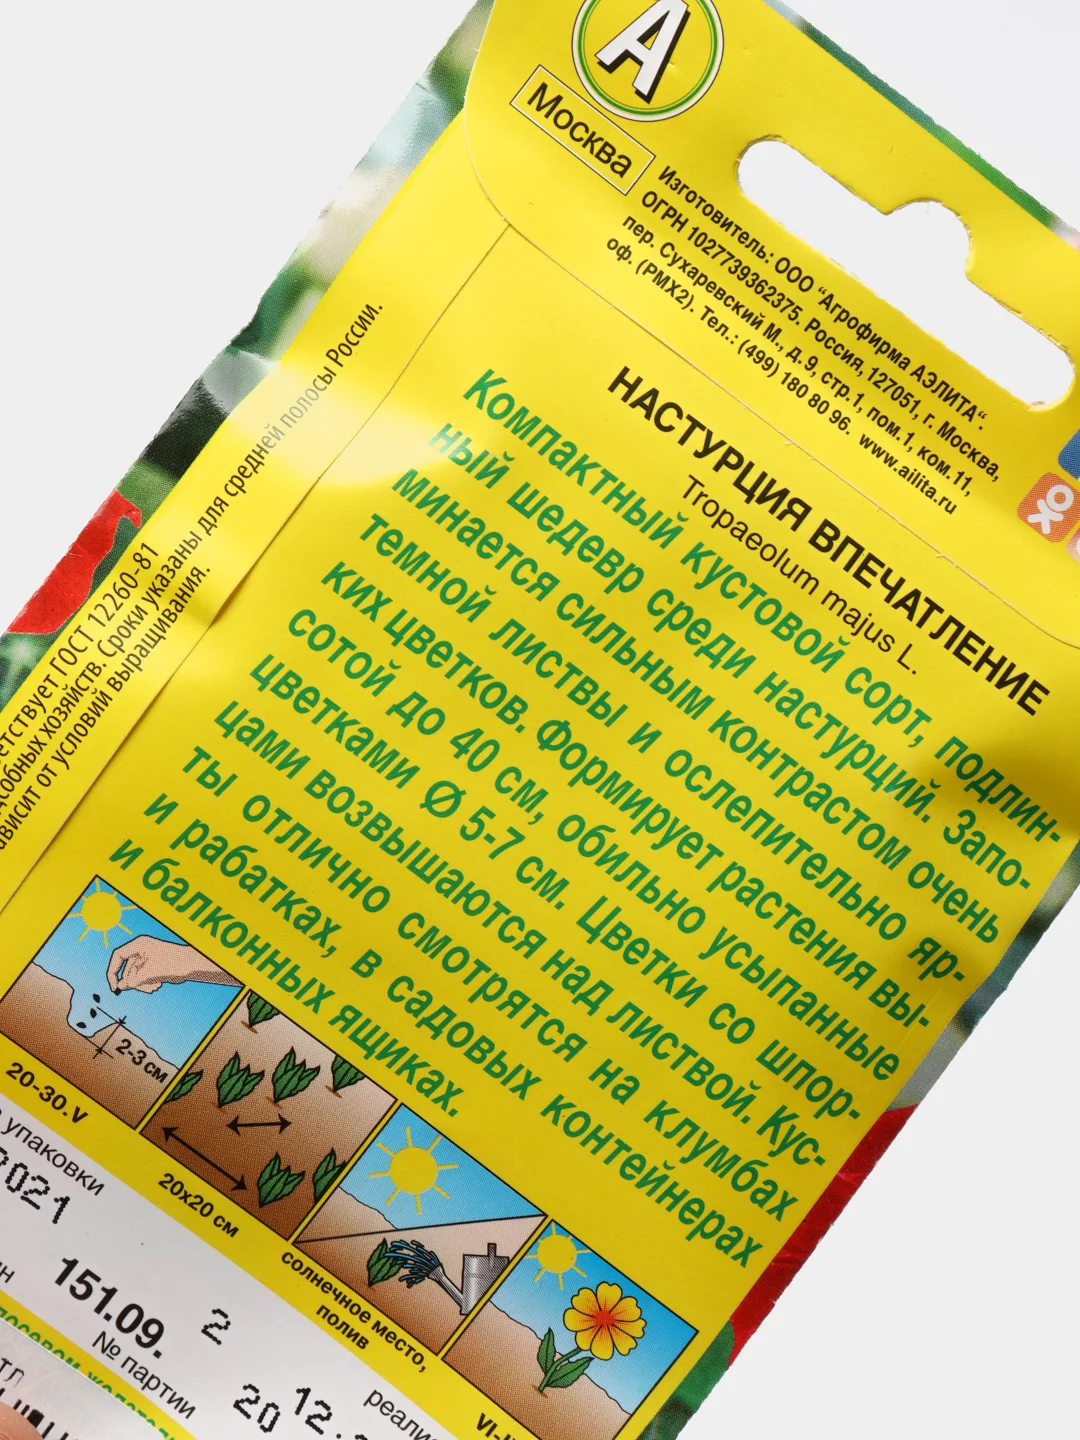 А
Москва
Изготовитель: ООО “Агрофирма АЭЛИТА“.
ОГРН 1027739362375. Россия, 127051, г. Москва,
пер. Сухаревский М., д. 9, стр. 1, пом. 1, ком. 11,
оф. (РМХ2). Тел.: (499) 180 80 96. www.ailita.ru
НАСТУРЦИЯ ВПЕЧАТЛЕНИЕ
Tropaeolum majus L.
Компактный кустовой сорт, подлин-
ный шедевр среди настурций. Запо-
минается сильным контрастом очень
темной листвы и ослепительно яр-
ких цветков. Формирует растения вы-
сотой до 40 см, обильно усыпанные
цветками Ø 5-7 см. Цветки со шпор-
цами возвышаются над листвой. Кус-
ты отлично смотрятся на клумбах
и рабатках, в садовых контейнерах
и балконных ящиках.
ГОСТ 12260-81
хозяйств. Сроки указаны для средней полосы России.
от условий выращивания.
2-3 см
20-30.V
20х20 см
солнечное место,
полив
упаковки
151.09.
2
№ партии
20
12.